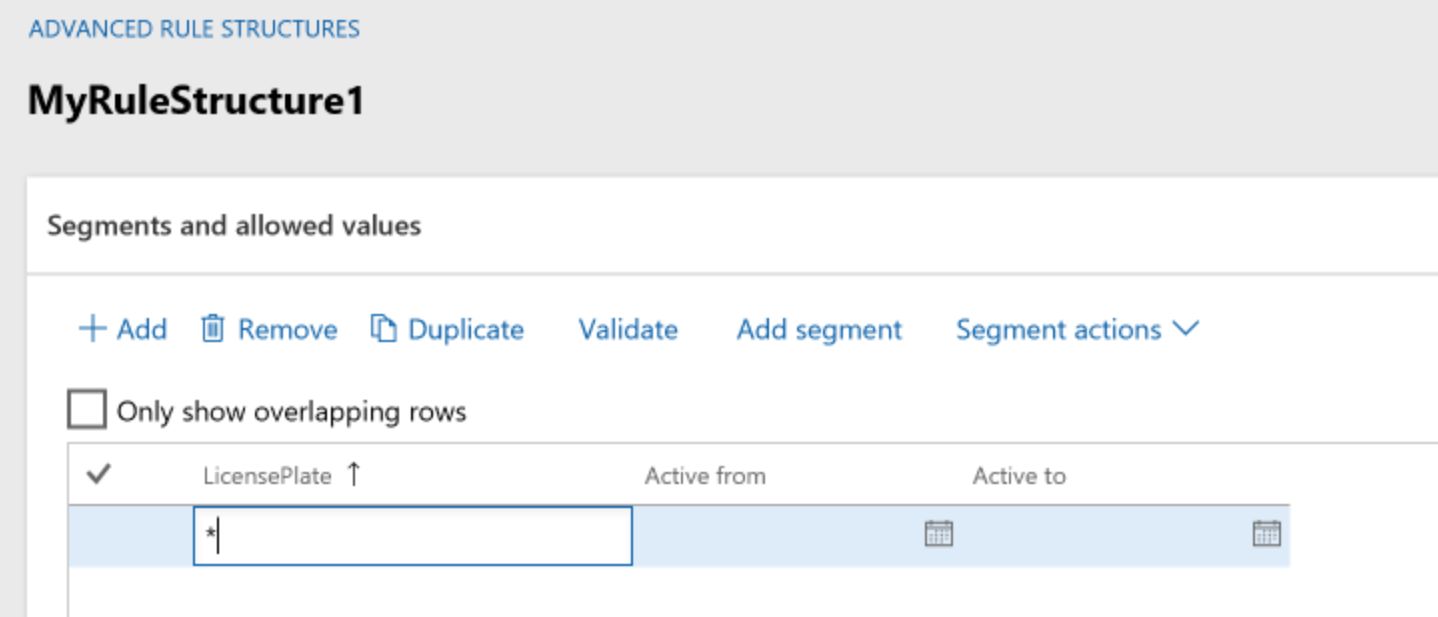 ADVANCED RULE STRUCTURES
MyRuleStructure1
Segments and allowed values
Add Remove Duplicate Validate Add segment Segment actions
Only show overlapping rows
LicensePlate ↑ Active from Active to
*